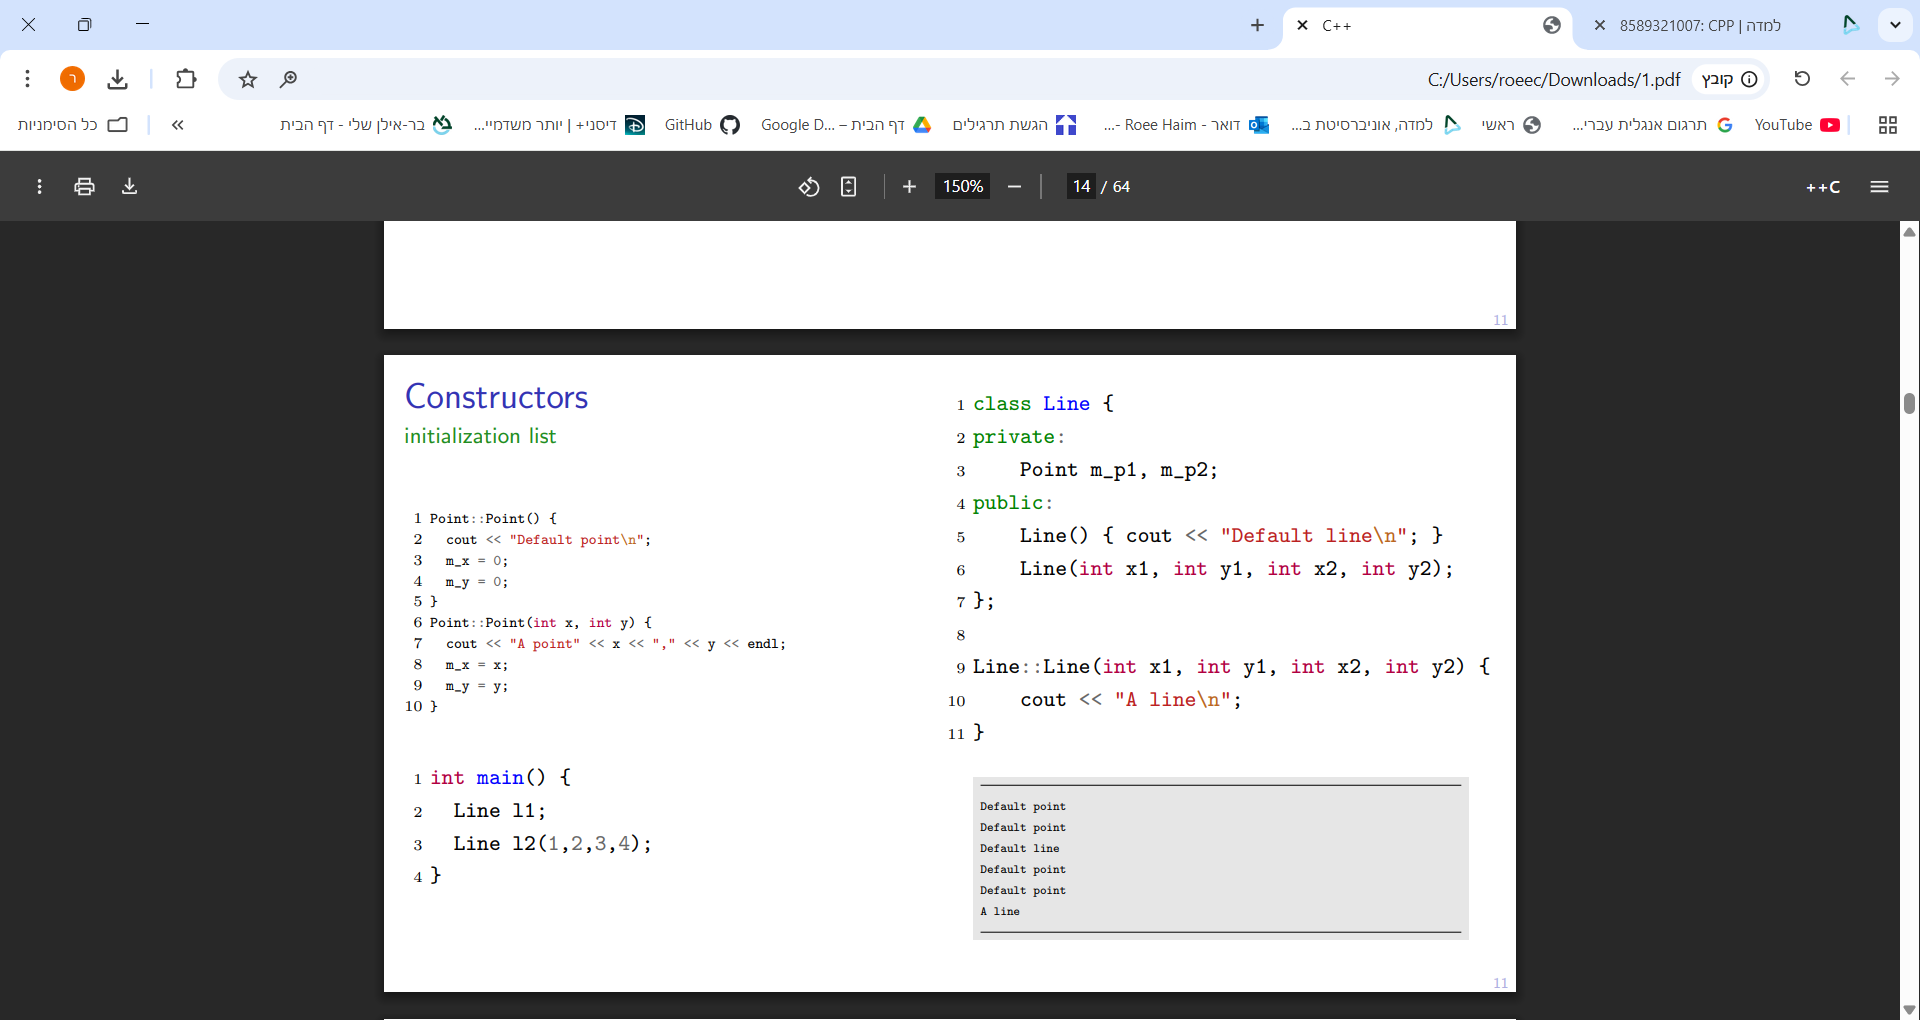 C++
8589321007: CPP | למדה
C:/Users/roeec/Downloads/1.pdf
קובץ
כל הסימניות
בר-אילן שלי - דף הבית
דיסני+ | יותר משדמיי...
GitHub
Google D... – דף הבית
הגשת תרגילים
דואר - Roee Haim -...
למדה, אוניברסיטת ב...
ראשי
תרגום אנגלית עברי...
YouTube
150%
14 / 64
++C
11
Constructors
initialization list
1 Point::Point() {
2 cout << "Default point\n";
3 m_x = 0;
4 m_y = 0;
5 }
6 Point::Point(int x, int y) {
7 cout << "A point" << x << "," << y << endl;
8 m_x = x;
9 m_y = y;
10 }
1 int main() {
2 Line l1;
3 Line l2(1,2,3,4);
4 }
1 class Line {
2 private:
3 Point m_p1, m_p2;
4 public:
5 Line() { cout << "Default line\n"; }
6 Line(int x1, int y1, int x2, int y2);
7 };
8
9 Line::Line(int x1, int y1, int x2, int y2) {
10 cout << "A line\n";
11 }
Default point
Default point
Default line
Default point
Default point
A line
11